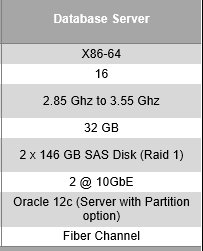 Database Server
X86-64
16
2.85 Ghz to 3.55 Ghz
32 GB
2 x 146 GB SAS Disk (Raid 1)
2 @ 10GbE
Oracle 12c (Server with Partition
option)
Fiber Channel